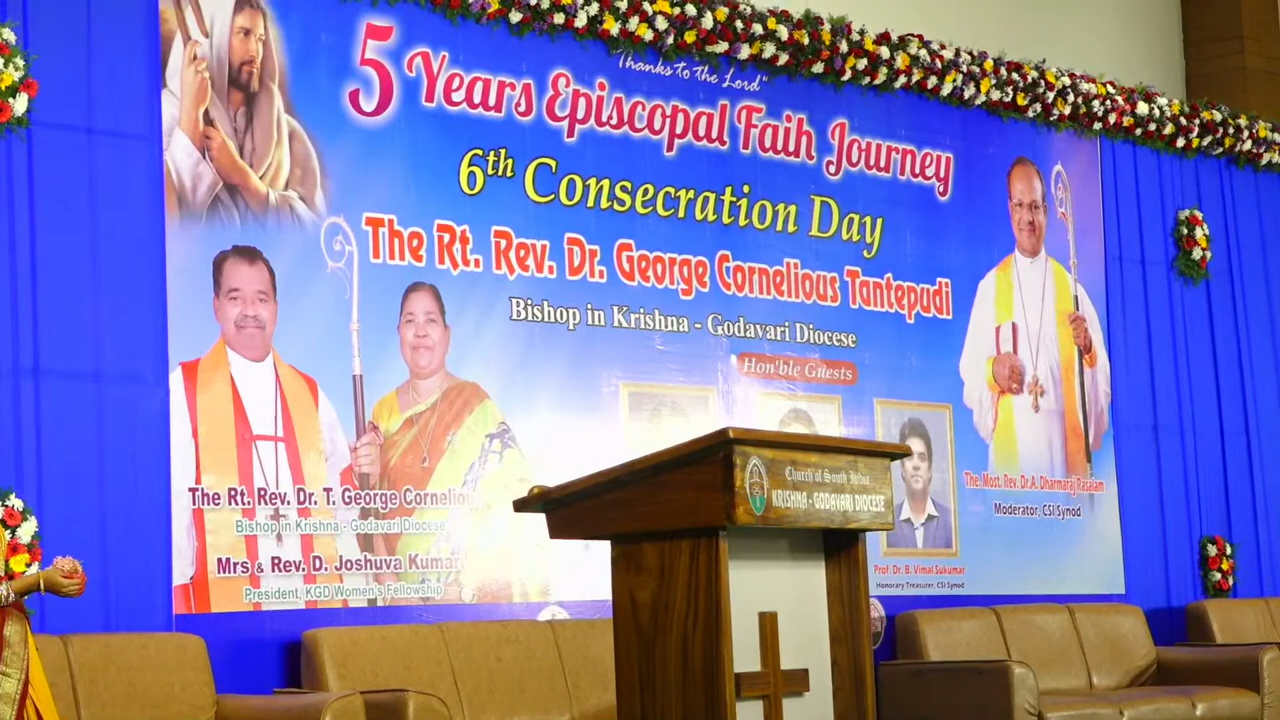 "Thanks to the Lord"
5 Years Episcopal Faih Journey
6th Consecration Day
The Rt. Rev. Dr. George Cornelious Tantepudi
Bishop in Krishna - Godavari Diocese
Hon'ble Guests
The Rt. Rev. Dr. T. George Cornelious
Bishop in Krishna - Godavari Diocese
Mrs & Rev. D. Joshuva Kumari
President, KGD Women's Fellowship
Church of South India
KRISHNA - GODAVARI DIOCESE
Prof. Dr. B. Vimal Sukumar
Honorary Treasurer, CSI Synod
The. Most. Rev. Dr.A. Dharmaraj Rasalam
Moderator, CSI Synod